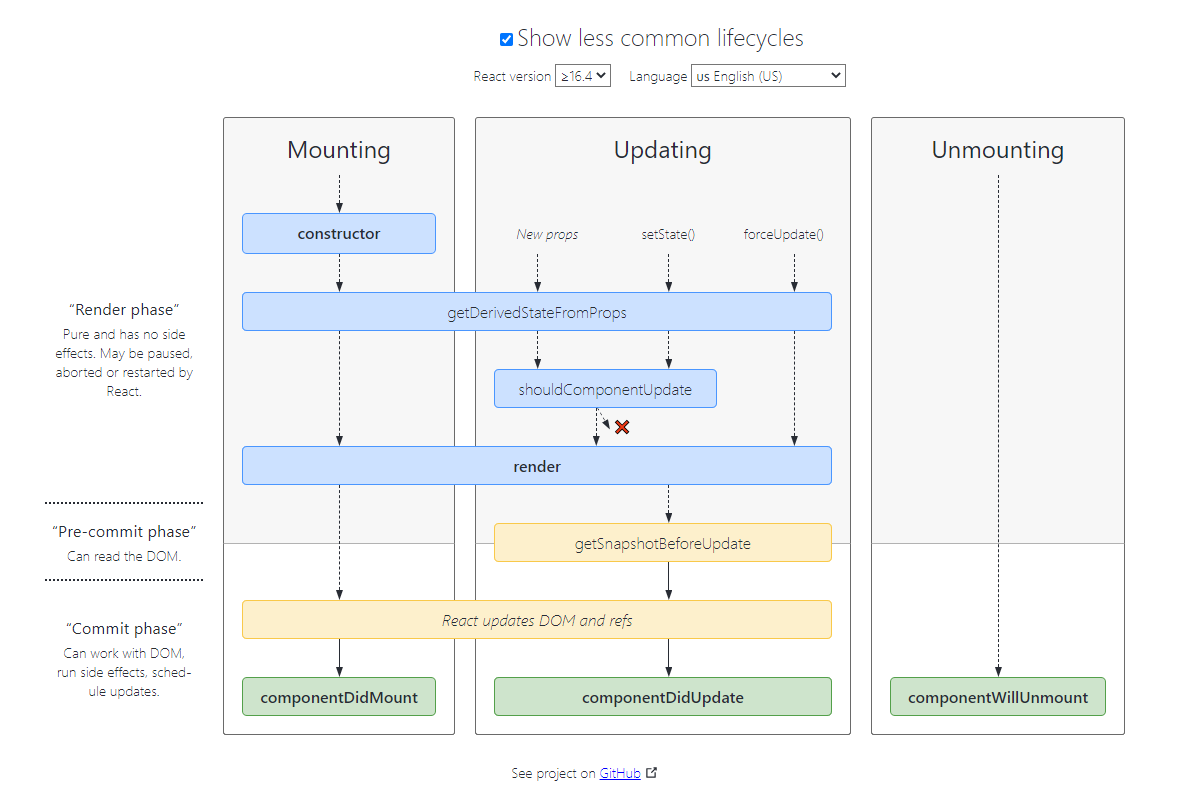 Show less common lifecycles
React version ≥16.4 Language us English (US)
Mounting Updating Unmounting
constructor
New props setState() forceUpdate()
“Render phase”
Pure and has no side
effects. May be paused,
aborted or restarted by
React.
getDerivedStateFromProps
shouldComponentUpdate
render
“Pre-commit phase”
Can read the DOM.
getSnapshotBeforeUpdate
“Commit phase”
Can work with DOM,
run side effects, sched-
ule updates.
React updates DOM and refs
componentDidMount componentDidUpdate componentWillUnmount
See project on GitHub